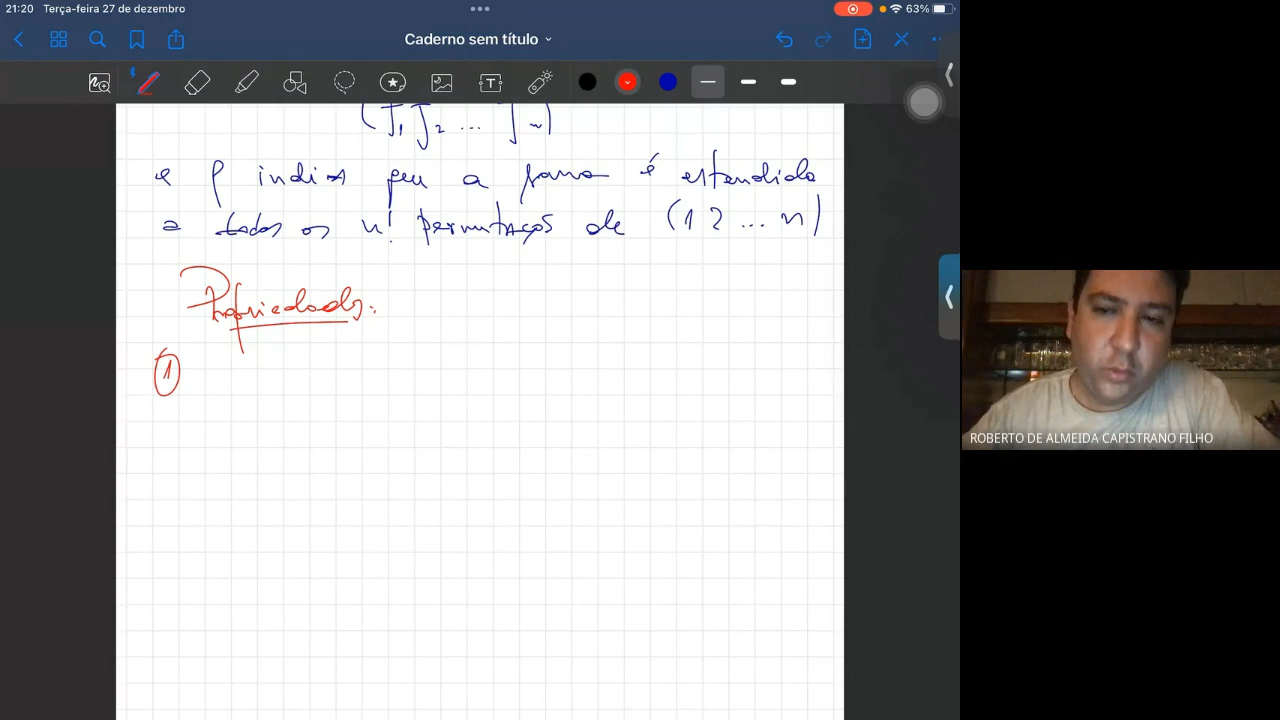 21:20 Terça-feira 27 de dezembro
63%
Caderno sem título
T
(J1 J2 ... Jn)
e ρ indica que a soma é estendida
a todas as n! permutações de (1 2 ... n)
Propriedades:
1
ROBERTO DE ALMEIDA CAPISTRANO FILHO